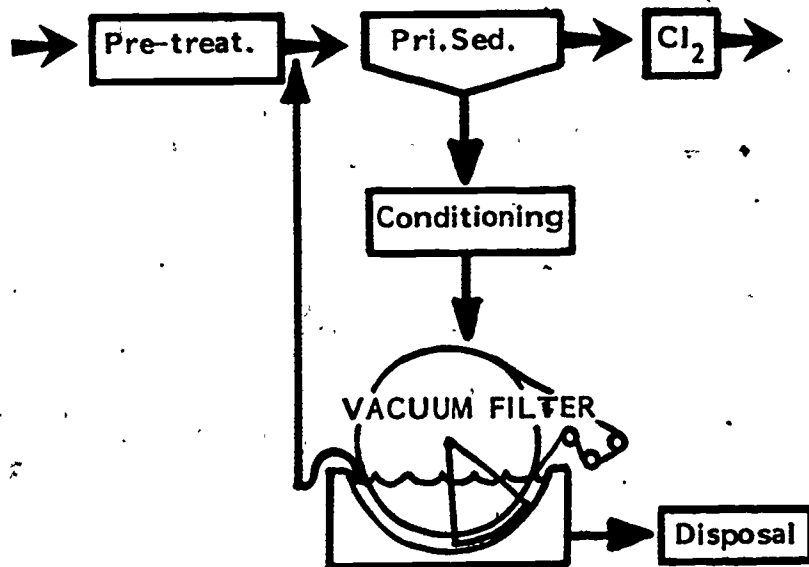 Pre-treat.
Pri.Sed.
Cl₂
Conditioning
VACUUM FILTER
Disposal